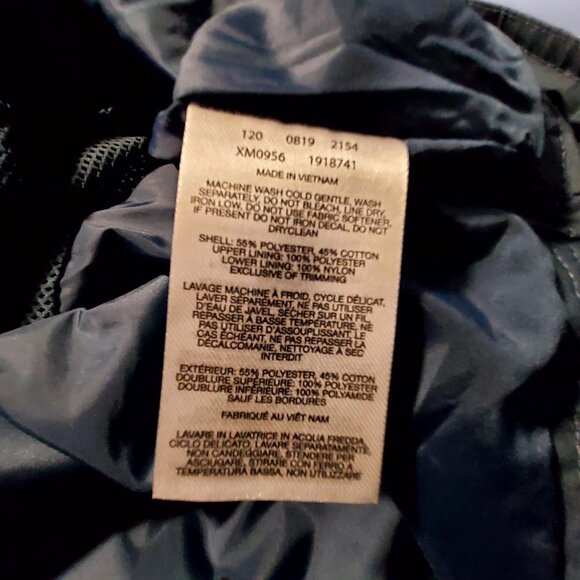 120 0819 2154
XM0956 1918741
MADE IN VIETNAM
MACHINE WASH COLD GENTLE, WASH
SEPARATELY, DO NOT BLEACH, LINE DRY,
IRON LOW, DO NOT USE FABRIC SOFTENER,
IF PRESENT DO NOT IRON DECAL, DO NOT
DRYCLEAN
SHELL: 55% POLYESTER, 45% COTTON
UPPER LINING: 100% POLYESTER
LOWER LINING: 100% NYLON
EXCLUSIVE OF TRIMMING
LAVAGE MACHINE À FROID, CYCLE DÉLICAT,
LAVER SÉPARÉMENT, NE PAS UTILISER
D'EAU DE JAVEL, SÉCHER SUR UN FIL,
REPASSER À BASSE TEMPÉRATURE, NE
PAS UTILISER D'ASSOUPLISSANT, LE
CAS ÉCHÉANT, NE PAS REPASSER LA
DÉCALCOMANIE, NETTOYAGE À SEC
INTERDIT
EXTÉRIEUR: 55% POLYESTER, 45% COTON
DOUBLURE SUPÉRIEURE: 100% POLYESTER
DOUBLURE INFÉRIEURE: 100% POLYAMIDE
SAUF LES BORDURES
FABRIQUÉ AU VIÊT NAM
LAVARE IN LAVATRICE IN ACQUA FREDDA,
CICLO DELICATO, LAVARE SEPARATAMENTE,
NON CANDEGGIARE, STENDERE PER
ASCIUGARE, STIRARE CON FERRO A
TEMPERATURA BASSA, NON UTILIZZARE